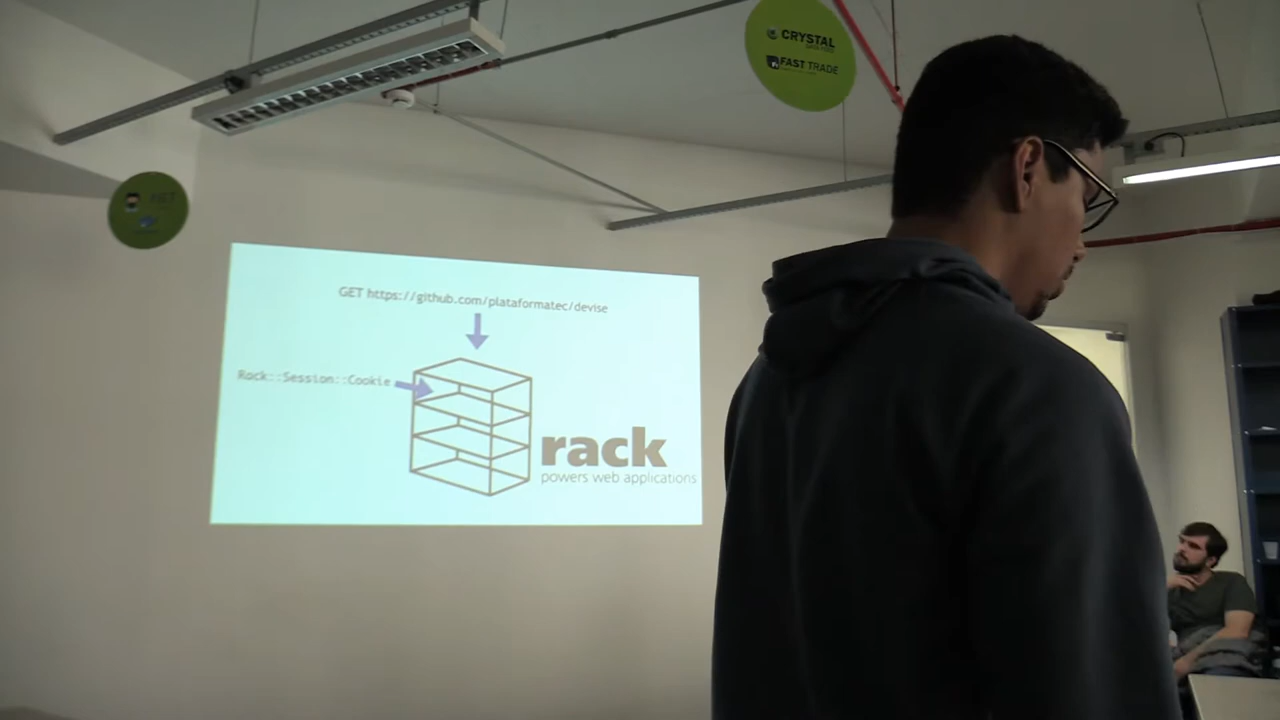 CRYSTAL
FAST TRADE
GET https://github.com/plataformatec/devise
Rack::Session::Cookie
rack
powers web applications